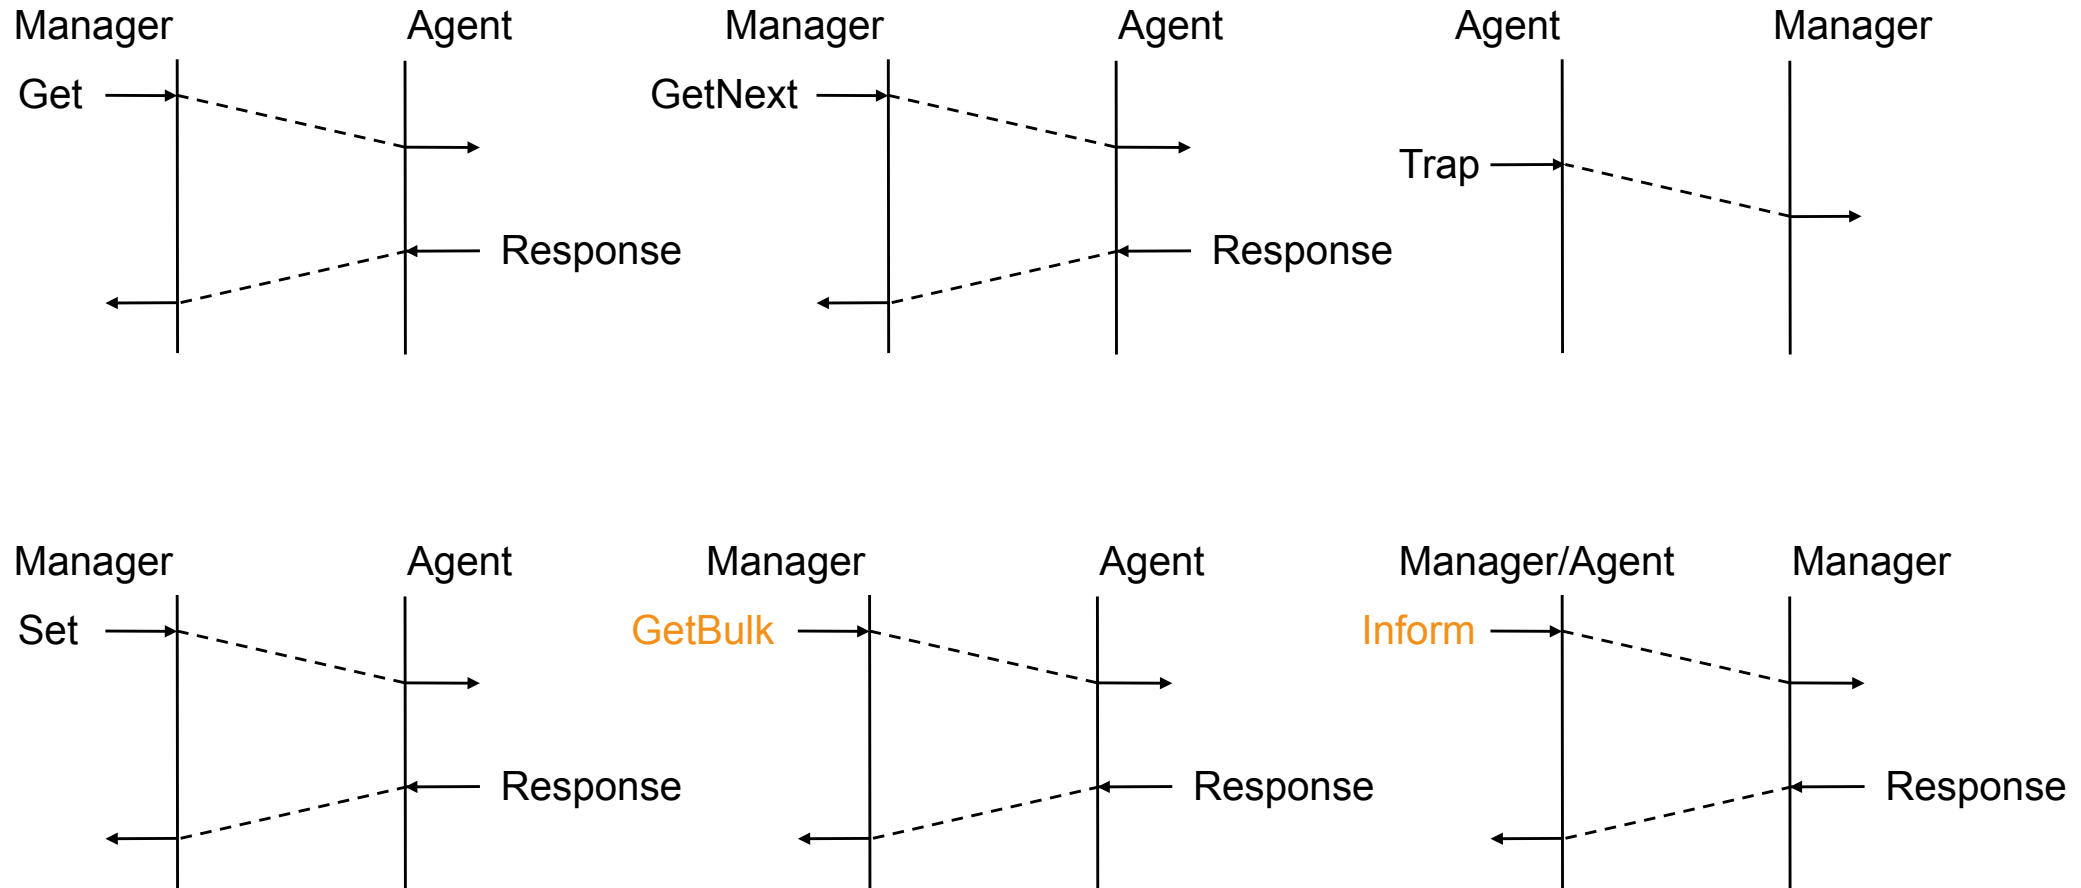 Manager Agent
Get
Response
Manager Agent
GetNext
Response
Agent Manager
Trap
Manager Agent
Set
Response
Manager Agent
GetBulk
Response
Manager/Agent Manager
Inform
Response